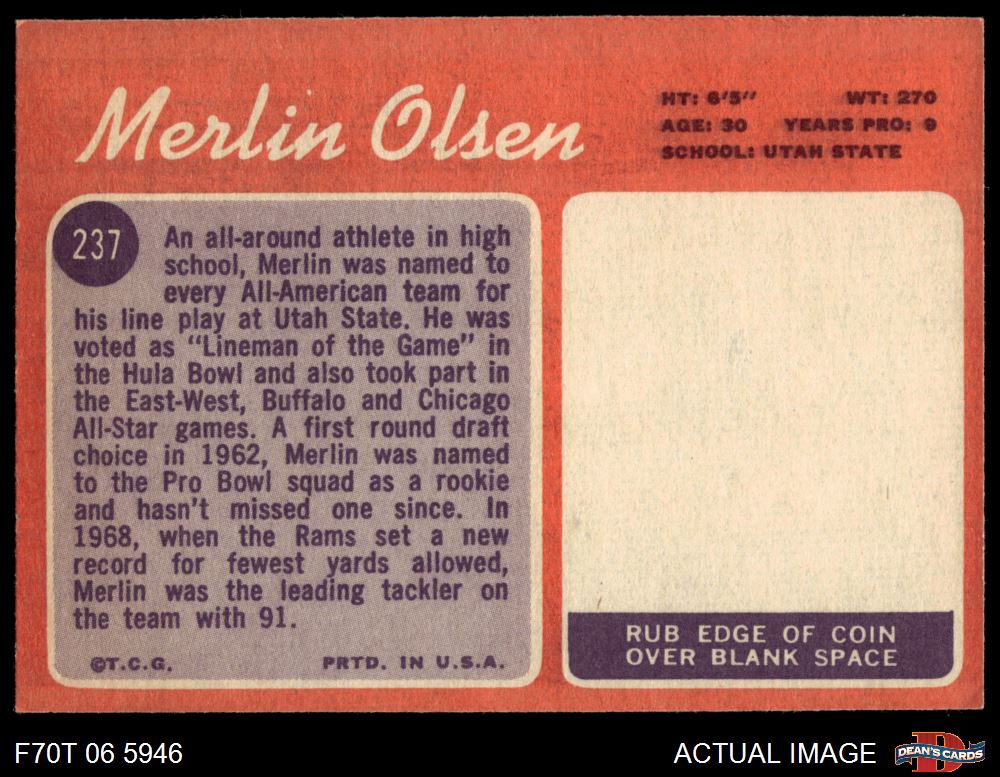 Merlin Olsen
HT: 6'5" WT: 270
AGE: 30 YEARS PRO: 9
SCHOOL: UTAH STATE
237
An all-around athlete in high
school, Merlin was named to
every All-American team for
his line play at Utah State. He was
voted as "Lineman of the Game" in
the Hula Bowl and also took part in
the East-West, Buffalo and Chicago
All-Star games. A first round draft
choice in 1962, Merlin was named
to the Pro Bowl squad as a rookie
and hasn't missed one since. In
1968, when the Rams set a new
record for fewest yards allowed,
Merlin was the leading tackler on
the team with 91.
©T.C.G. PRTD. IN U.S.A.
RUB EDGE OF COIN
OVER BLANK SPACE
F70T 06 5946
ACTUAL IMAGE
DEAN'S CARDS